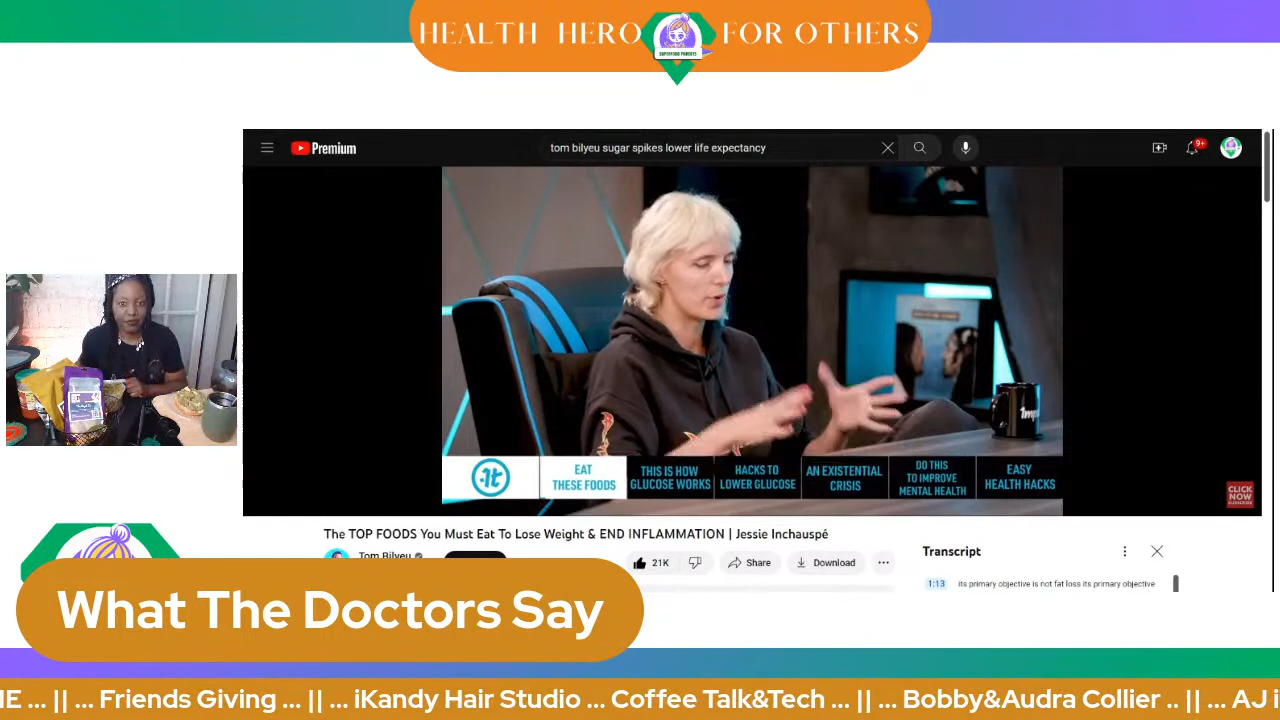 HEALTH HERO FOR OTHERS
SUPERFOOD PARENTS
Premium
tom bilyeu sugar spikes lower life expectancy
9+
EAT
THESE FOODS
THIS IS HOW
GLUCOSE WORKS
HACKS TO
LOWER GLUCOSE
AN EXISTENTIAL
CRISIS
DO THIS
TO IMPROVE
MENTAL HEALTH
EASY
HEALTH HACKS
CLICK
NOW
The TOP FOODS You Must Eat To Lose Weight & END INFLAMMATION | Jessie Inchauspé
Tom Bilyeu
21K
Share
Download
Transcript
1:13 its primary objective is not fat loss its primary objective
What The Doctors Say
ME ... || ... Friends Giving ... || ... iKandy Hair Studio ... Coffee Talk&Tech ... || ... Bobby&Audra Collier .. || ... AJ i